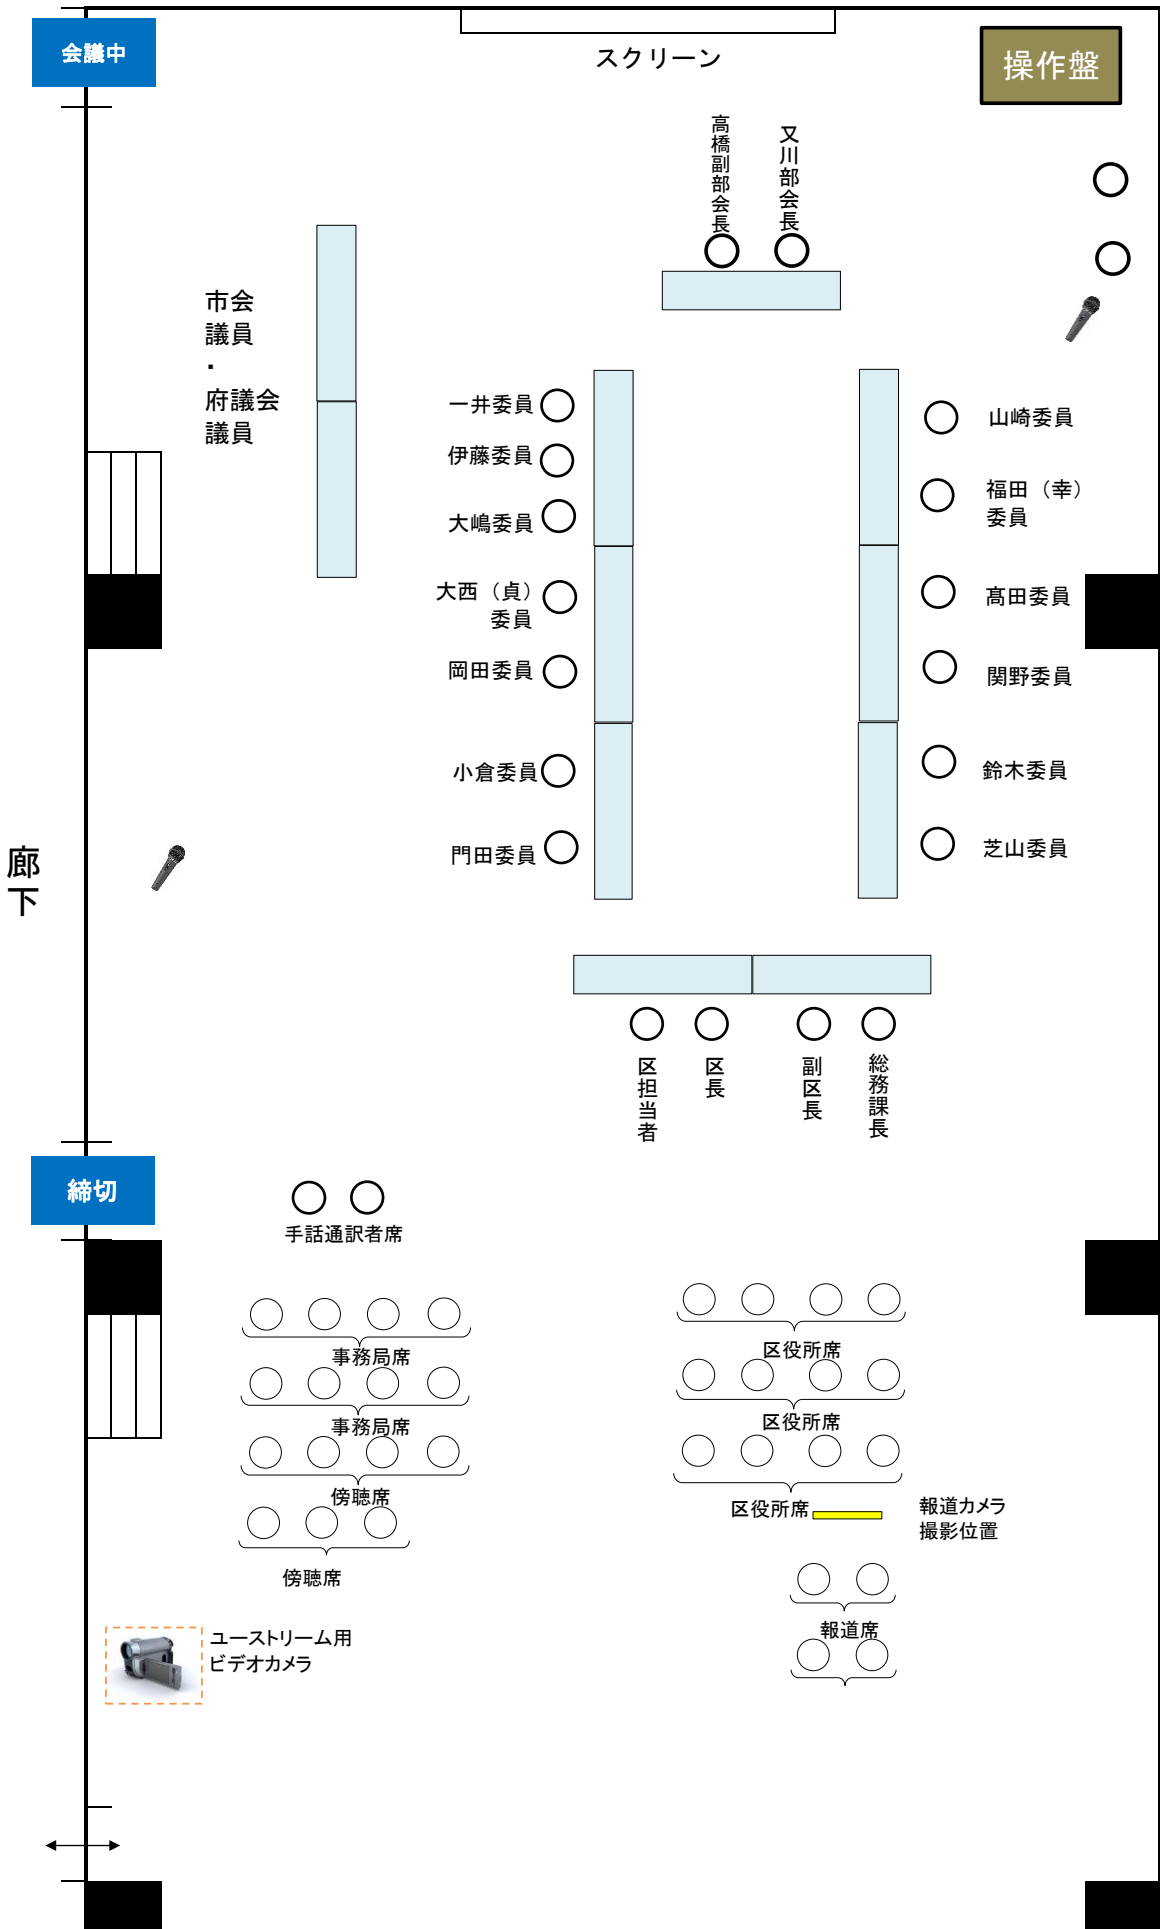 会議中
スクリーン
操作盤
高橋副部会長
又川部会長
市会
議員
・
府議会
議員
一井委員
伊藤委員
大嶋委員
大西（貞）
委員
岡田委員
小倉委員
門田委員
山崎委員
福田（幸）
委員
髙田委員
関野委員
鈴木委員
芝山委員
廊下
区担当者
区長
副区長
総務課長
締切
手話通訳者席
事務局席
事務局席
傍聴席
傍聴席
区役所席
区役所席
区役所席
報道カメラ
撮影位置
報道席
ユーストリーム用
ビデオカメラ